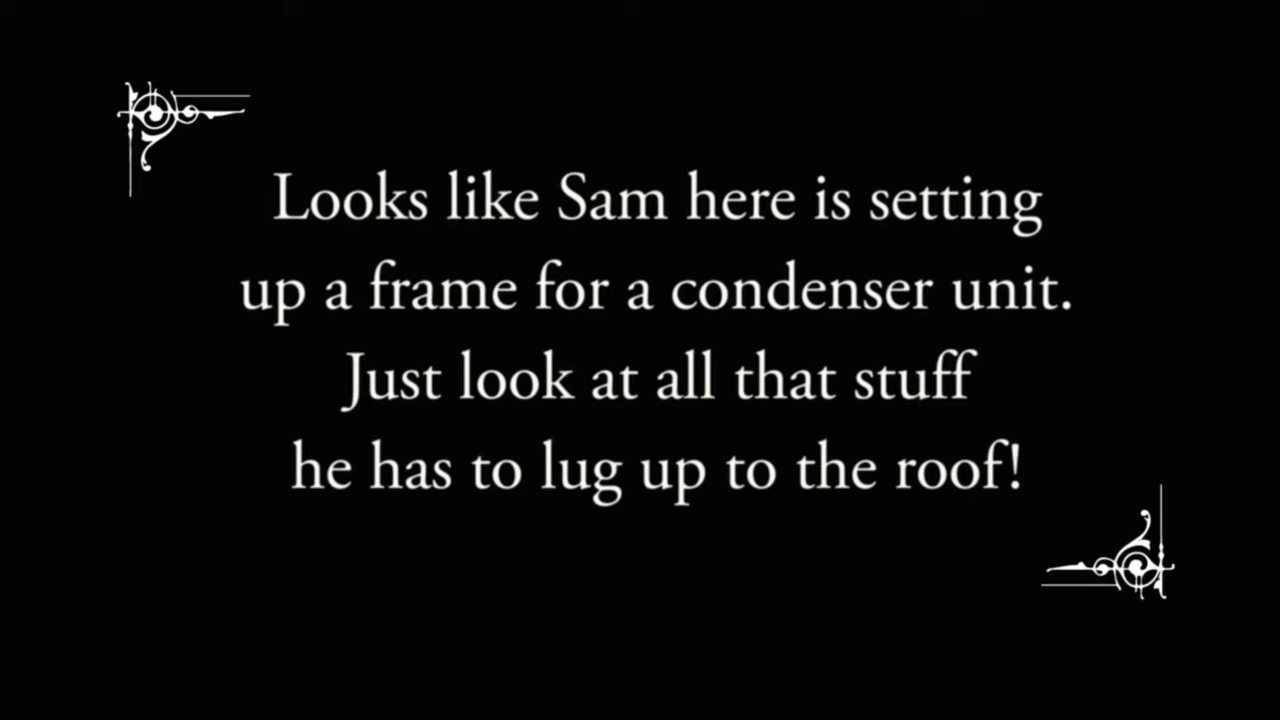 Looks like Sam here is setting
up a frame for a condenser unit.
Just look at all that stuff
he has to lug up to the roof!